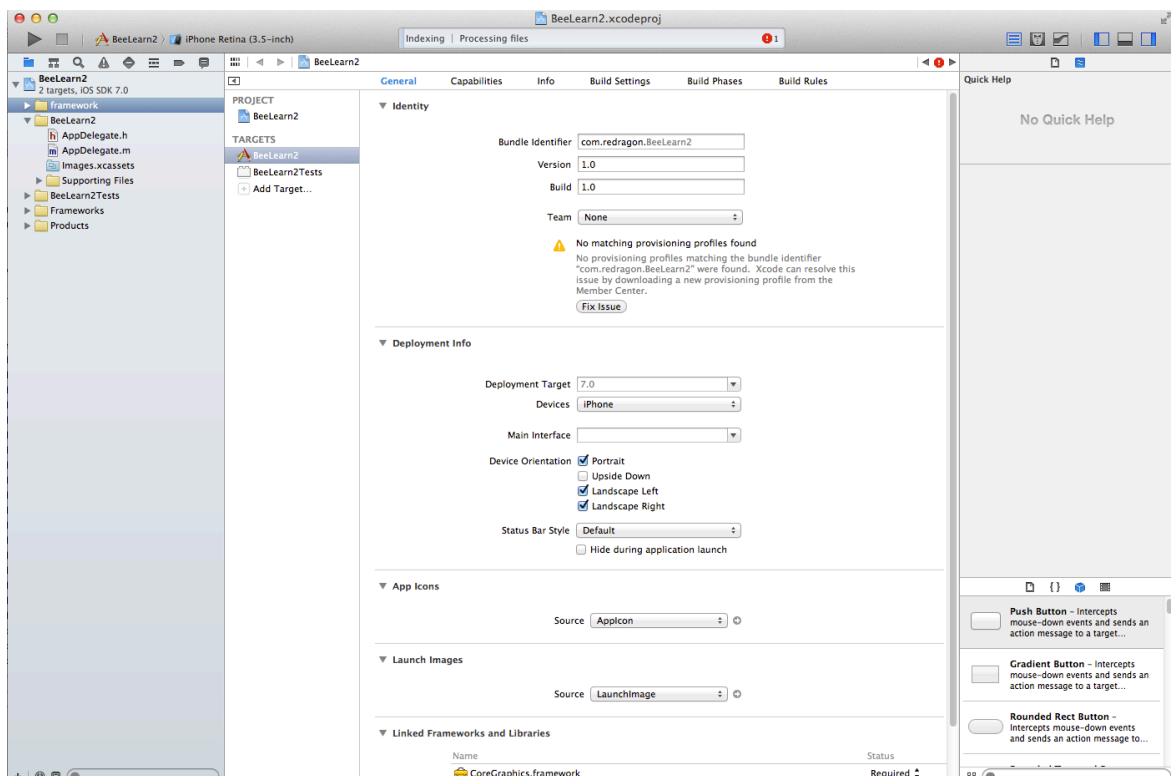 BeeLearn2.xcodeproj
BeeLearn2 › iPhone Retina (3.5-inch)
Indexing | Processing files
1
BeeLearn2
2 targets, iOS SDK 7.0
framework
BeeLearn2
h AppDelegate.h
m AppDelegate.m
Images.xcassets
Supporting Files
BeeLearn2Tests
Frameworks
Products
BeeLearn2
General Capabilities Info Build Settings Build Phases Build Rules
PROJECT
BeeLearn2
TARGETS
BeeLearn2
BeeLearn2Tests
Add Target...
Identity
Bundle Identifier com.redragon.BeeLearn2
Version 1.0
Build 1.0
Team None
No matching provisioning profiles found
No provisioning profiles matching the bundle identifier
"com.redragon.BeeLearn2" were found. Xcode can resolve this
issue by downloading a new provisioning profile from the
Member Center.
Fix Issue
Deployment Info
Deployment Target 7.0
Devices iPhone
Main Interface
Device Orientation Portrait
Upside Down
Landscape Left
Landscape Right
Status Bar Style Default
Hide during application launch
App Icons
Source AppIcon
Launch Images
Source LaunchImage
Linked Frameworks and Libraries
Name Status
CoreGraphics.framework Required
Quick Help
No Quick Help
{}
Push Button – Intercepts
mouse-down events and sends an
action message to a target...
Gradient Button – Intercepts
mouse-down events and sends an
action message to a target...
Rounded Rect Button –
Intercepts mouse-down events
and sends an action message to...